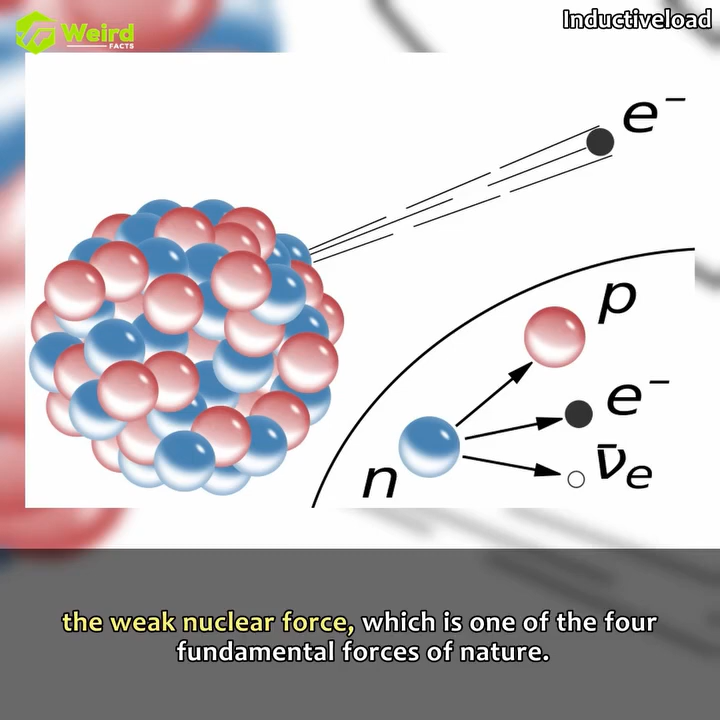 Weird
FACTS
Inductiveload
e⁻
p
e⁻
n
ν̄ₑ
the weak nuclear force, which is one of the four
fundamental forces of nature.